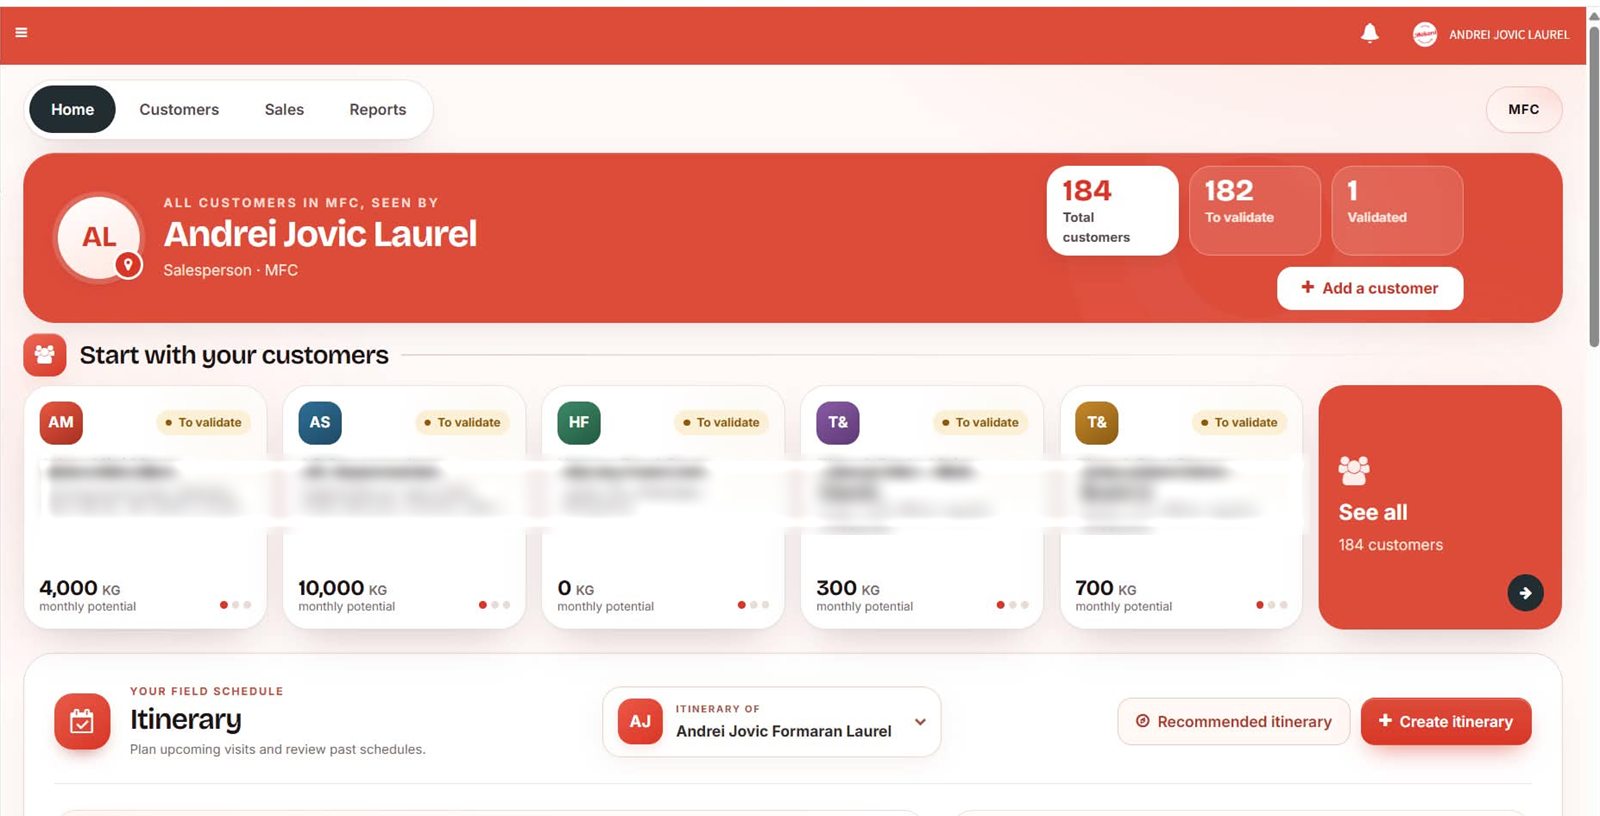 ANDREI JOVIC LAUREL
Home
Customers
Sales
Reports
MFC
ALL CUSTOMERS IN MFC, SEEN BY
AL
Andrei Jovic Laurel
Salesperson · MFC
184
Total
customers
182
To validate
1
Validated
+ Add a customer
Start with your customers
AM
To validate
4,000 KG
monthly potential
AS
To validate
10,000 KG
monthly potential
HF
To validate
0 KG
monthly potential
T&
To validate
300 KG
monthly potential
T&
To validate
700 KG
monthly potential
See all
184 customers
YOUR FIELD SCHEDULE
Itinerary
Plan upcoming visits and review past schedules.
AJ
ITINERARY OF
Andrei Jovic Formaran Laurel
Recommended itinerary
+ Create itinerary